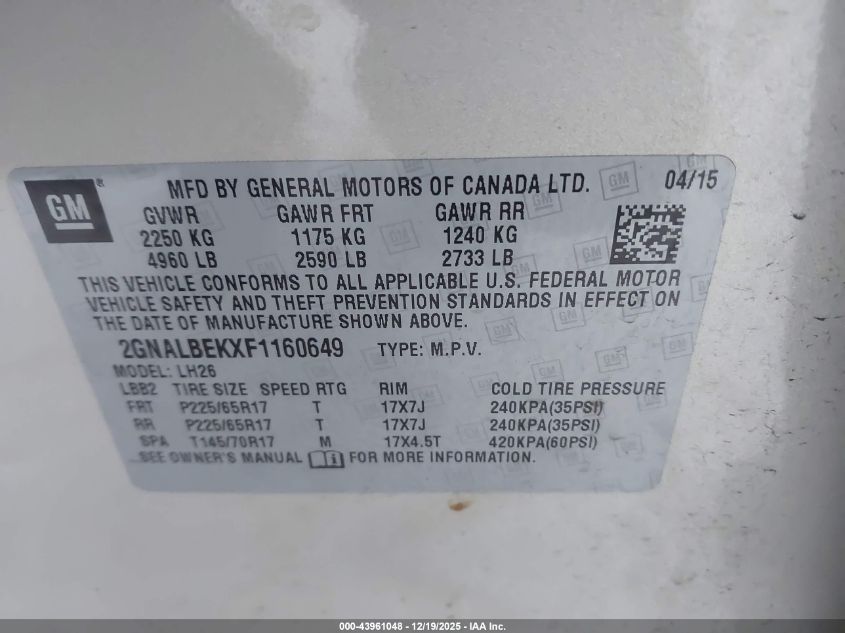 GM®
MFD BY GENERAL MOTORS OF CANADA LTD. 04/15
GVWR GAWR FRT GAWR RR
2250 KG 1175 KG 1240 KG
4960 LB 2590 LB 2733 LB
THIS VEHICLE CONFORMS TO ALL APPLICABLE U.S. FEDERAL MOTOR
VEHICLE SAFETY AND THEFT PREVENTION STANDARDS IN EFFECT ON
THE DATE OF MANUFACTURE SHOWN ABOVE.
2GNALBEKXF1160649 TYPE: M.P.V.
MODEL: LH26
LBB2 TIRE SIZE SPEED RTG RIM COLD TIRE PRESSURE
FRT P225/65R17 T 17X7J 240KPA(35PSI)
RR P225/65R17 T 17X7J 240KPA(35PSI)
SPA T145/70R17 M 17X4.5T 420KPA(60PSI)
SEE OWNER'S MANUAL FOR MORE INFORMATION.
000-43961048 - 12/19/2025 - IAA Inc.